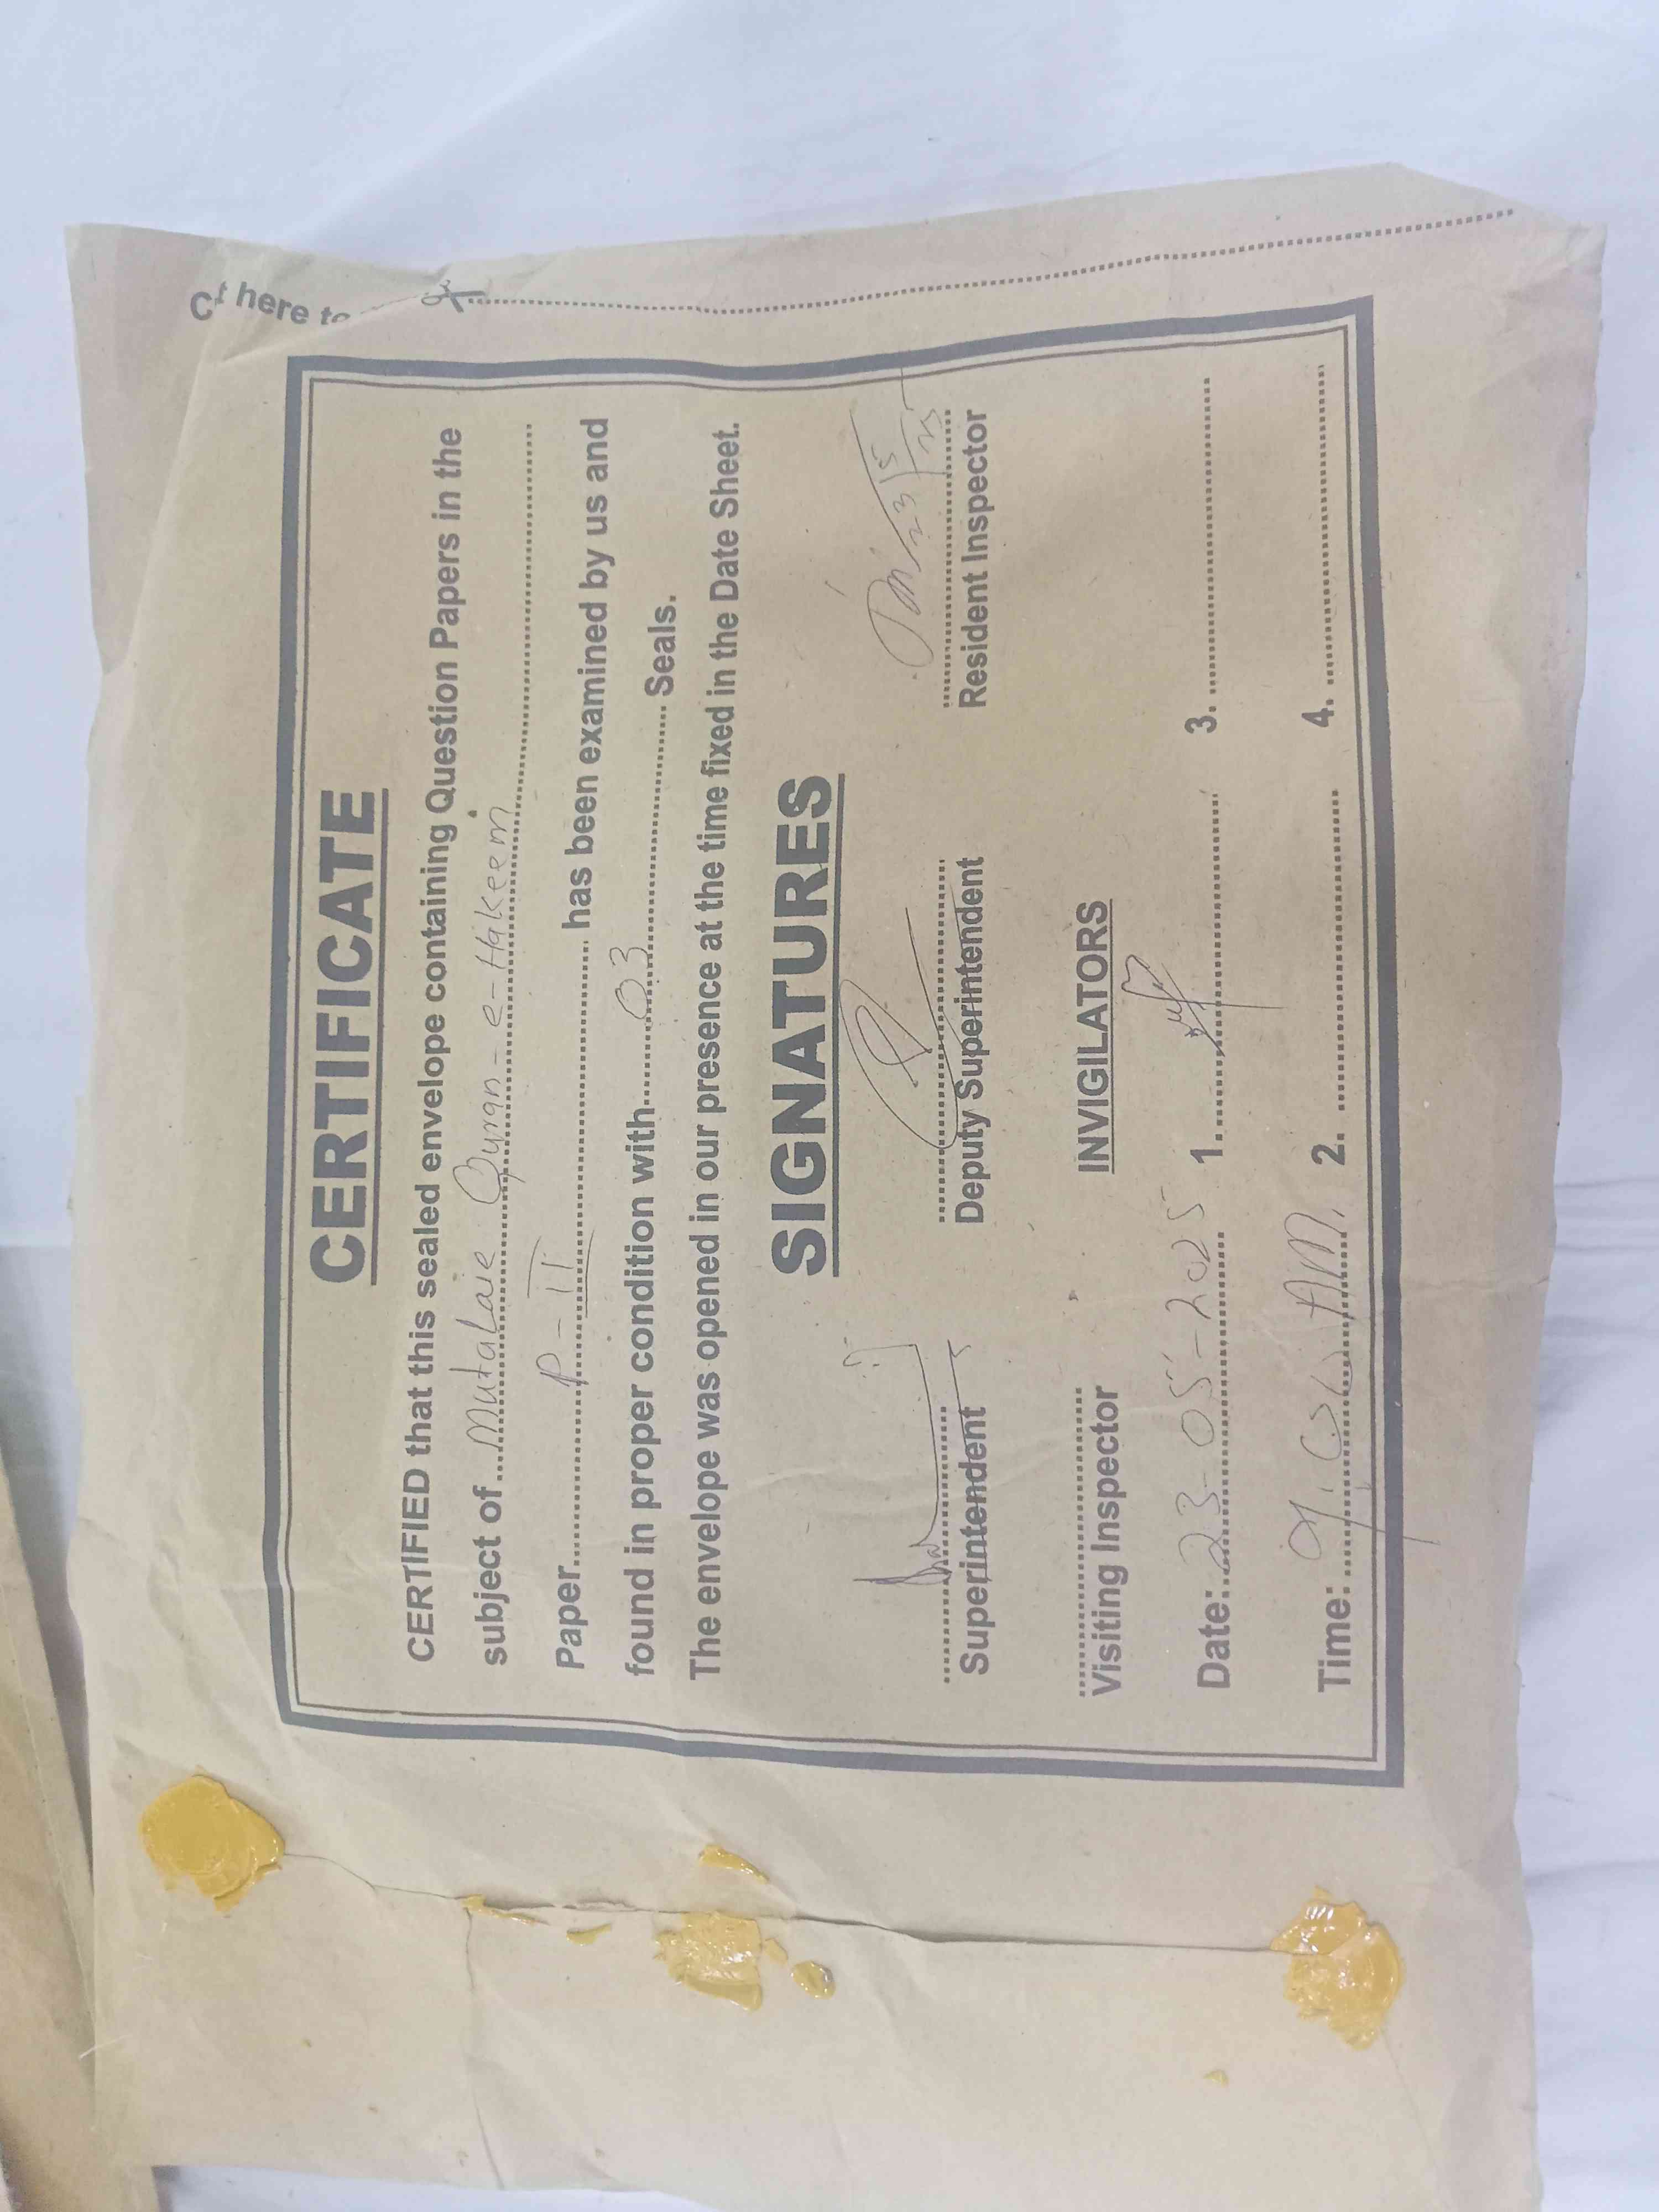 Cut here to
CERTIFICATE
CERTIFIED that this sealed envelope containing Question Papers in the
subject of Mutalaie Quran-e-Hakeem
Paper P-II has been examined by us and
found in proper condition with 03 Seals.
The envelope was opened in our presence at the time fixed in the Date Sheet.
SIGNATURES
23/5/25
Superintendent Deputy Superintendent Resident Inspector
INVIGILATORS
Visiting Inspector
Date: 23-05-2025 1. 3.
Time: AM. 2. 4.